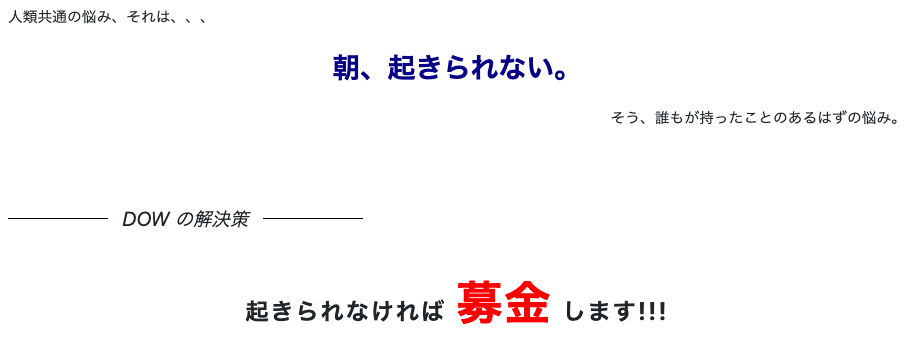 人類共通の悩み、それは、、、
朝、起きられない。
そう、誰もが持ったことのあるはずの悩み。
DOW の解決策
起きられなければ 募金 します!!!